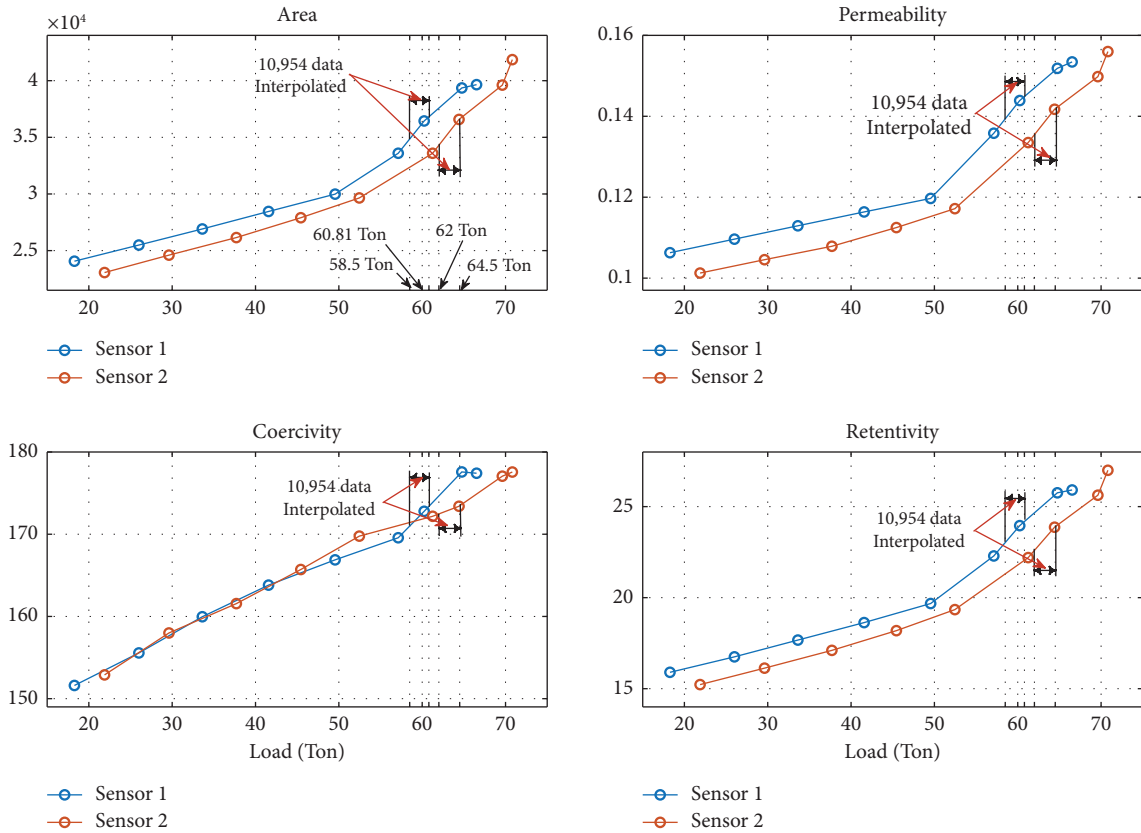 Area
×10⁴
4
3.5
3
2.5
10,954 data
Interpolated
60.81 Ton
58.5 Ton
62 Ton
64.5 Ton
20 30 40 50 60 70
Sensor 1
Sensor 2
Permeability
0.16
0.14
0.12
0.1
10,954 data
Interpolated
20 30 40 50 60 70
Sensor 1
Sensor 2
Coercivity
180
170
160
150
10,954 data
Interpolated
20 30 40 50 60 70
Load (Ton)
Sensor 1
Sensor 2
Retentivity
25
20
15
10,954 data
Interpolated
20 30 40 50 60 70
Load (Ton)
Sensor 1
Sensor 2